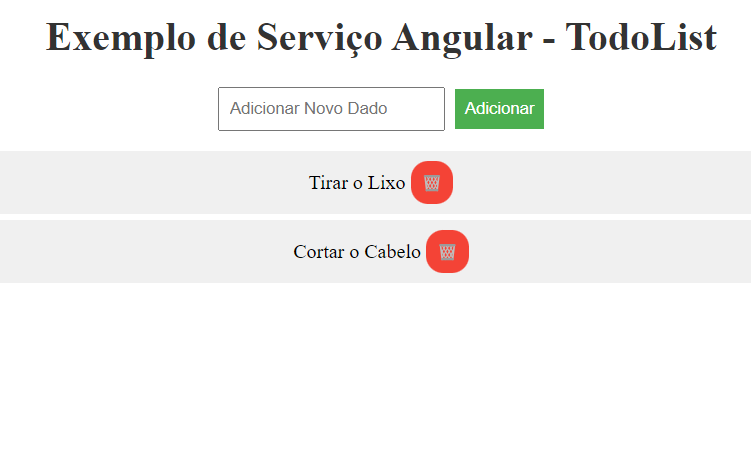 Exemplo de Serviço Angular - TodoList
Adicionar Novo Dado
Adicionar
Tirar o Lixo
Cortar o Cabelo